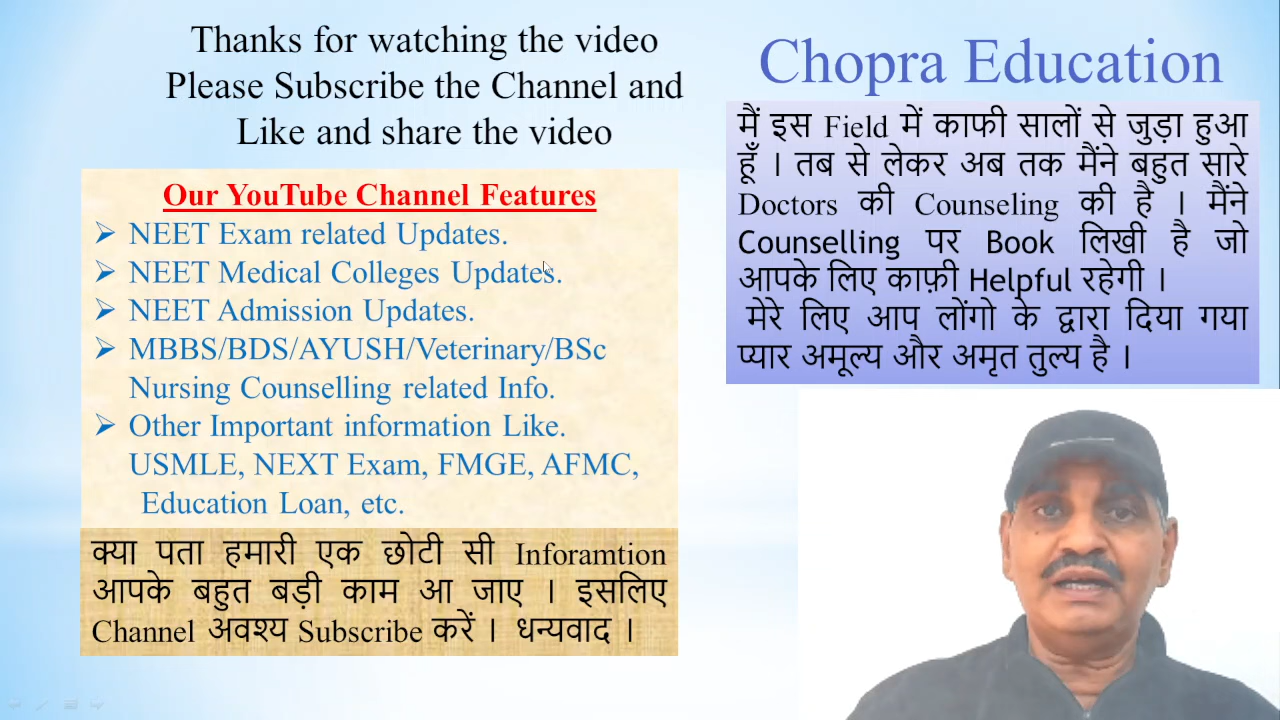 Thanks for watching the video
Please Subscribe the Channel and
Like and share the video
Our YouTube Channel Features
➢ NEET Exam related Updates.
➢ NEET Medical Colleges Updates.
➢ NEET Admission Updates.
➢ MBBS/BDS/AYUSH/Veterinary/BSc
Nursing Counselling related Info.
➢ Other Important information Like.
USMLE, NEXT Exam, FMGE, AFMC,
Education Loan, etc.
क्या पता हमारी एक छोटी सी Inforamtion
आपके बहुत बड़ी काम आ जाए । इसलिए
Channel अवश्य Subscribe करें । धन्यवाद ।
Chopra Education
मैं इस Field में काफी सालों से जुड़ा हुआ
हूँ । तब से लेकर अब तक मैंने बहुत सारे
Doctors की Counseling की है । मैंने
Counselling पर Book लिखी है जो
आपके लिए काफ़ी Helpful रहेगी ।
मेरे लिए आप लोंगो के द्वारा दिया गया
प्यार अमूल्य और अमृत तुल्य है ।